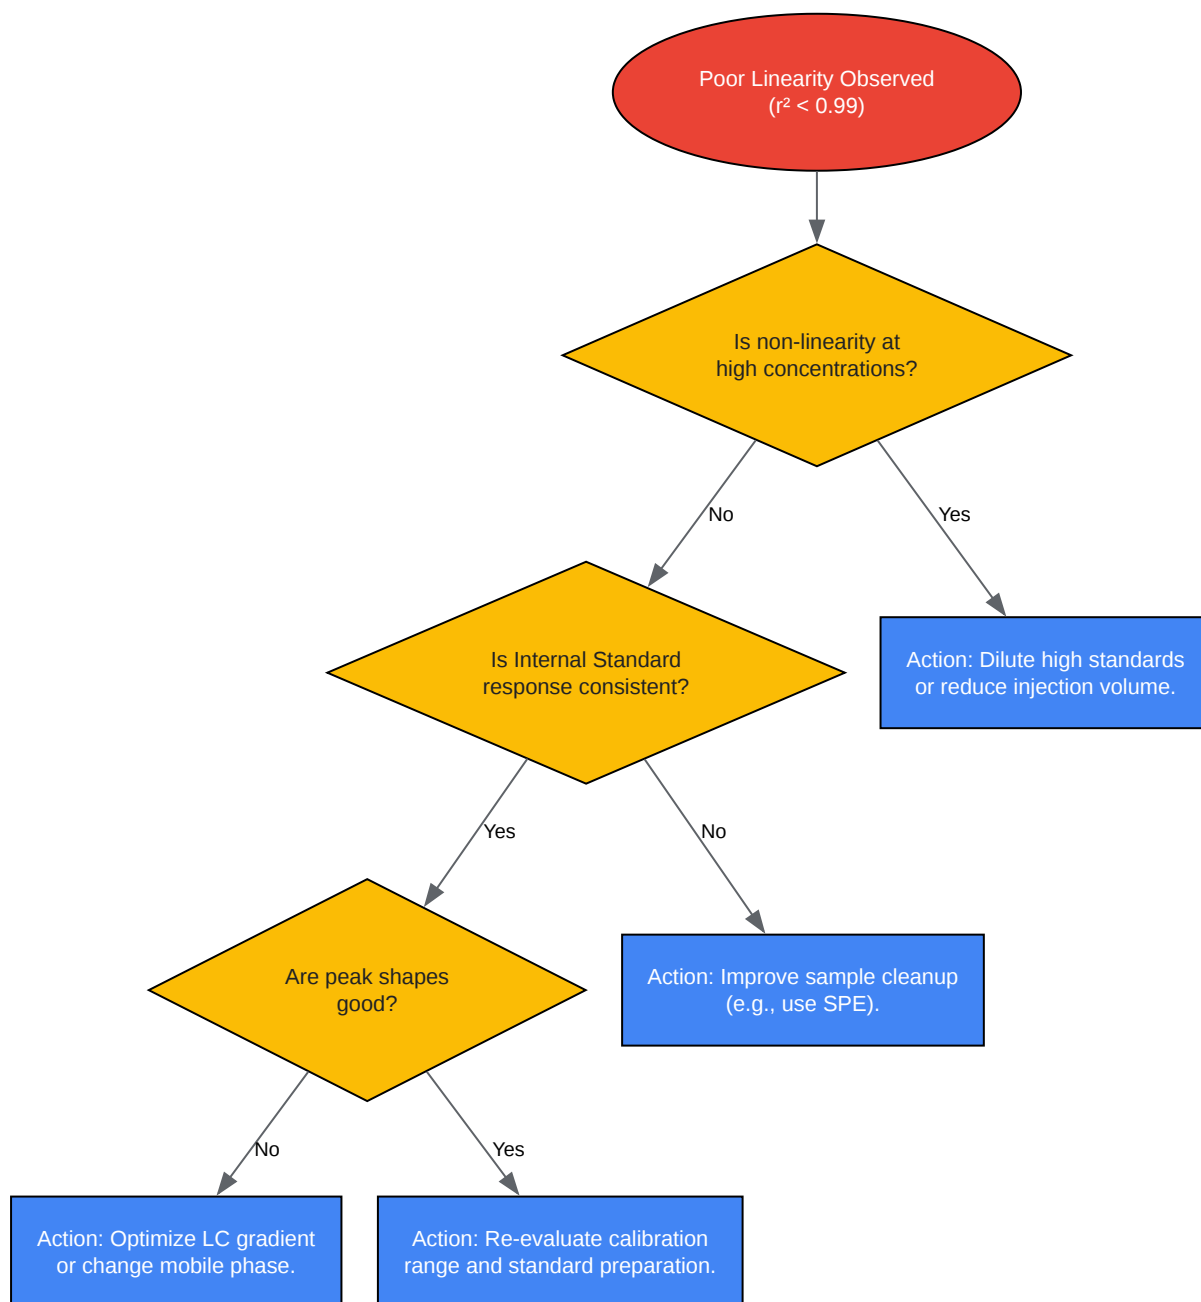 Poor Linearity Observed
(r² < 0.99)
Is non-linearity at
high concentrations?
No
Yes
Is Internal Standard
response consistent?
Action: Dilute high standards
or reduce injection volume.
Yes
No
Are peak shapes
good?
Action: Improve sample cleanup
(e.g., use SPE).
No
Yes
Action: Optimize LC gradient
or change mobile phase.
Action: Re-evaluate calibration
range and standard preparation.